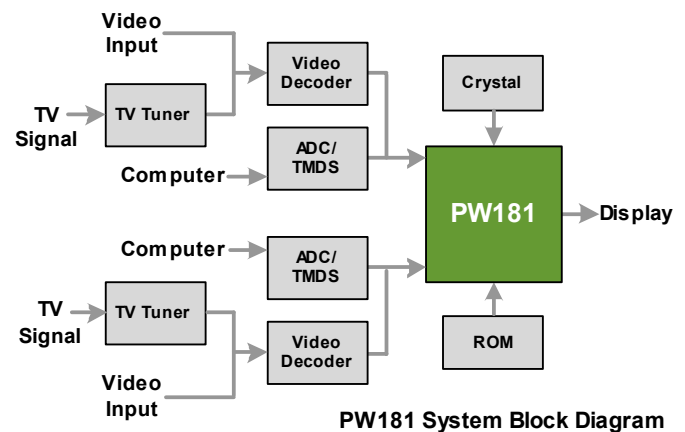 Video
Input
Video
Decoder
Crystal
TV
Signal
TV Tuner
ADC/
TMDS
Computer
PW181
Display
Computer
ADC/
TMDS
TV
Signal
TV Tuner
Video
Decoder
ROM
Video
Input
PW181 System Block Diagram